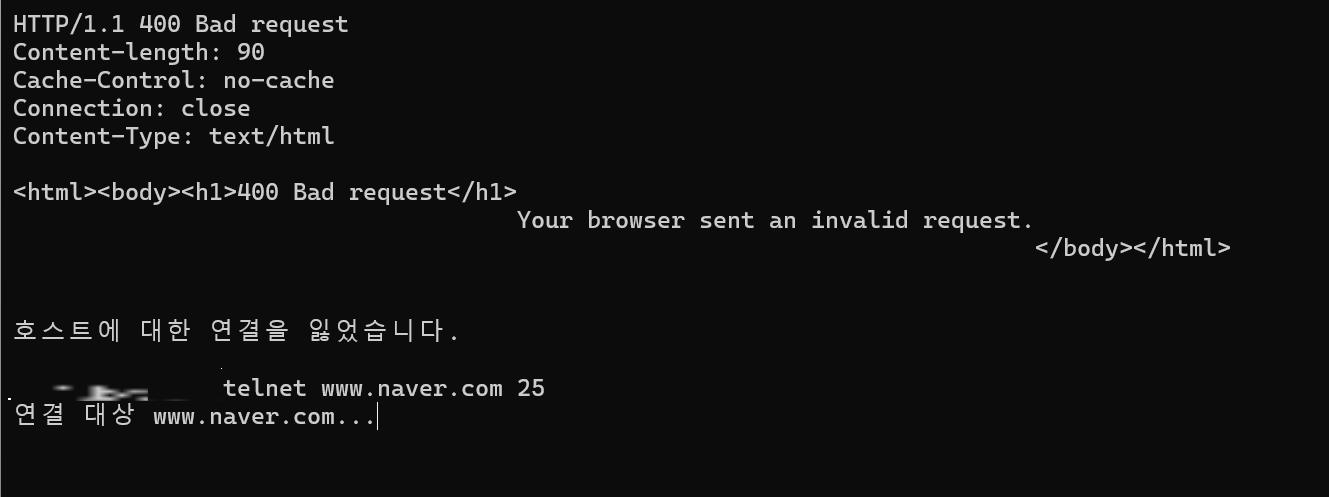 HTTP/1.1 400 Bad request
Content-length: 90
Cache-Control: no-cache
Connection: close
Content-Type: text/html
<html><body><h1>400 Bad request</h1>
Your browser sent an invalid request.
</body></html>
호스트에 대한 연결을 잃었습니다.
telnet www.naver.com 25
연결 대상 www.naver.com...